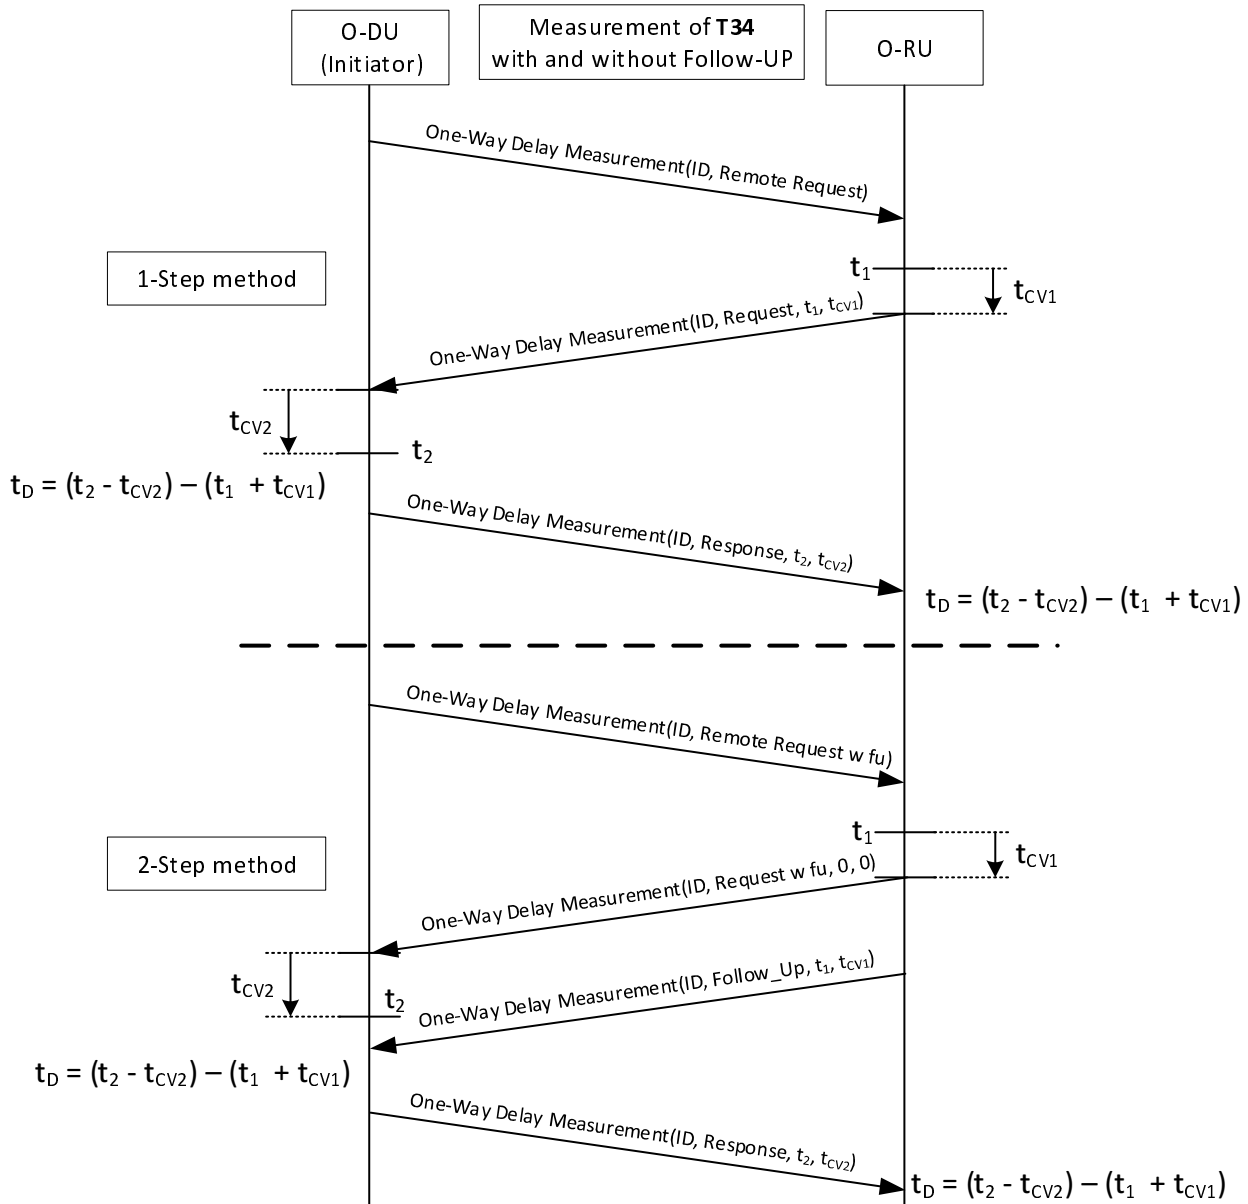 O-DU
(Initiator)
Measurement of T34
with and without Follow-UP
O-RU
One-Way Delay Measurement(ID, Remote Request)
1-Step method
t1
tCV1
One-Way Delay Measurement(ID, Request, t1, tCV1)
tCV2
t2
tD = (t2 - tCV2) – (t1 + tCV1)
One-Way Delay Measurement(ID, Response, t2, tCV2)
tD = (t2 - tCV2) – (t1 + tCV1)
One-Way Delay Measurement(ID, Remote Request w fu)
2-Step method
t1
tCV1
One-Way Delay Measurement(ID, Request w fu, 0, 0)
tCV2
t2
One-Way Delay Measurement(ID, Follow_Up, t1, tCV1)
tD = (t2 - tCV2) – (t1 + tCV1)
One-Way Delay Measurement(ID, Response, t2, tCV2)
tD = (t2 - tCV2) – (t1 + tCV1)